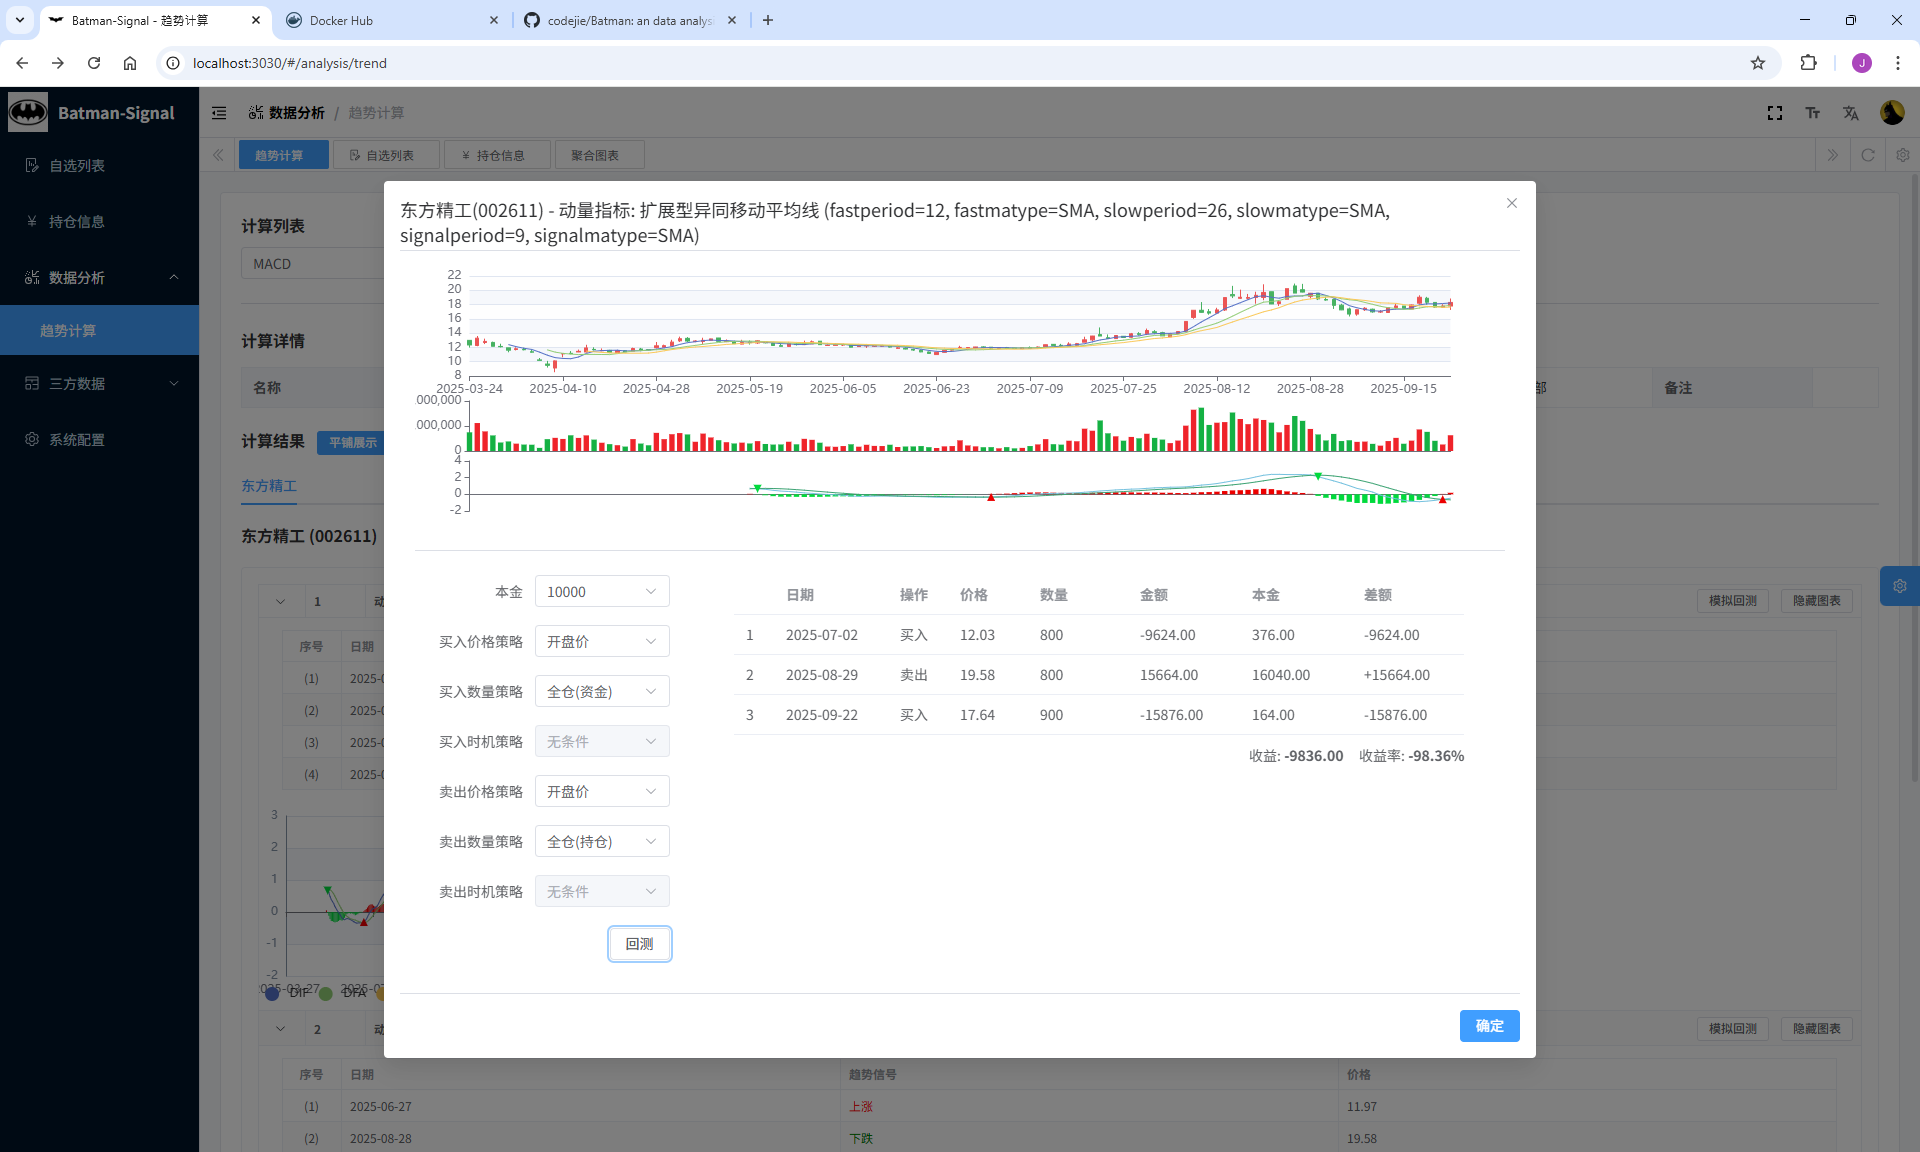 Batman-Signal - 趋势计算
Docker Hub
codejie/Batman: an data analys
localhost:3030/#/analysis/trend
J
Batman-Signal
数据分析 / 趋势计算
自选列表
持仓信息
数据分析
趋势计算
三方数据
系统配置
趋势计算
自选列表
¥ 持仓信息
聚合图表
计算列表
MACD
计算详情
名称
部
备注
计算结果
平铺展示
东方精工
东方精工 (002611)
1 动
模拟回测
隐藏图表
序号 日期
(1) 2025-0
(2) 2025-0
(3) 2025-0
(4) 2025-0
3
2
1
0
-1
-2
2025-03-27 2025-07
DIF DFA
2 动
模拟回测
隐藏图表
序号 日期 趋势信号 价格
(1) 2025-06-27 上涨 11.97
(2) 2025-08-28 下跌 19.58
东方精工(002611) - 动量指标: 扩展型异同移动平均线 (fastperiod=12, fastmatype=SMA, slowperiod=26, slowmatype=SMA,
signalperiod=9, signalmatype=SMA)
22
20
18
16
14
12
10
8
2025-03-24 2025-04-10 2025-04-28 2025-05-19 2025-06-05 2025-06-23 2025-07-09 2025-07-25 2025-08-12 2025-08-28 2025-09-15
000,000
000,000
0
4
2
0
-2
本金 10000
买入价格策略 开盘价
买入数量策略 全仓(资金)
买入时机策略 无条件
卖出价格策略 开盘价
卖出数量策略 全仓(持仓)
卖出时机策略 无条件
回测
日期 操作 价格 数量 金额 本金 差额
1 2025-07-02 买入 12.03 800 -9624.00 376.00 -9624.00
2 2025-08-29 卖出 19.58 800 15664.00 16040.00 +15664.00
3 2025-09-22 买入 17.64 900 -15876.00 164.00 -15876.00
收益: -9836.00 收益率: -98.36%
确定